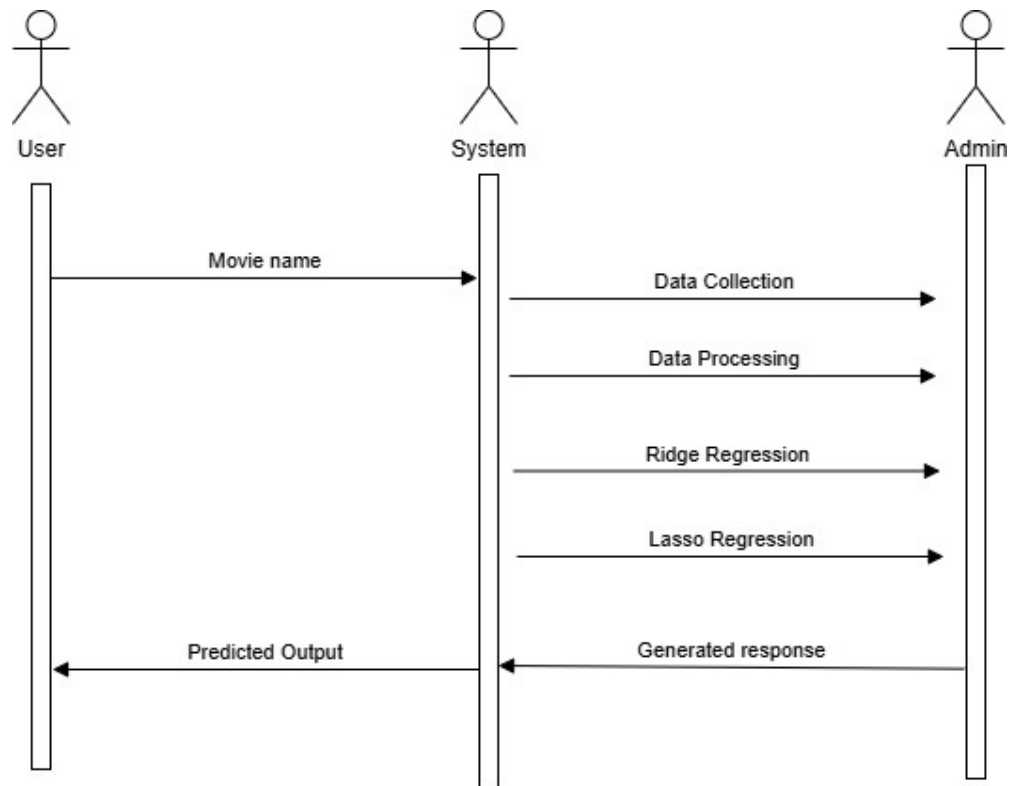 User
System
Admin
Movie name
Data Collection
Data Processing
Ridge Regression
Lasso Regression
Generated response
Predicted Output